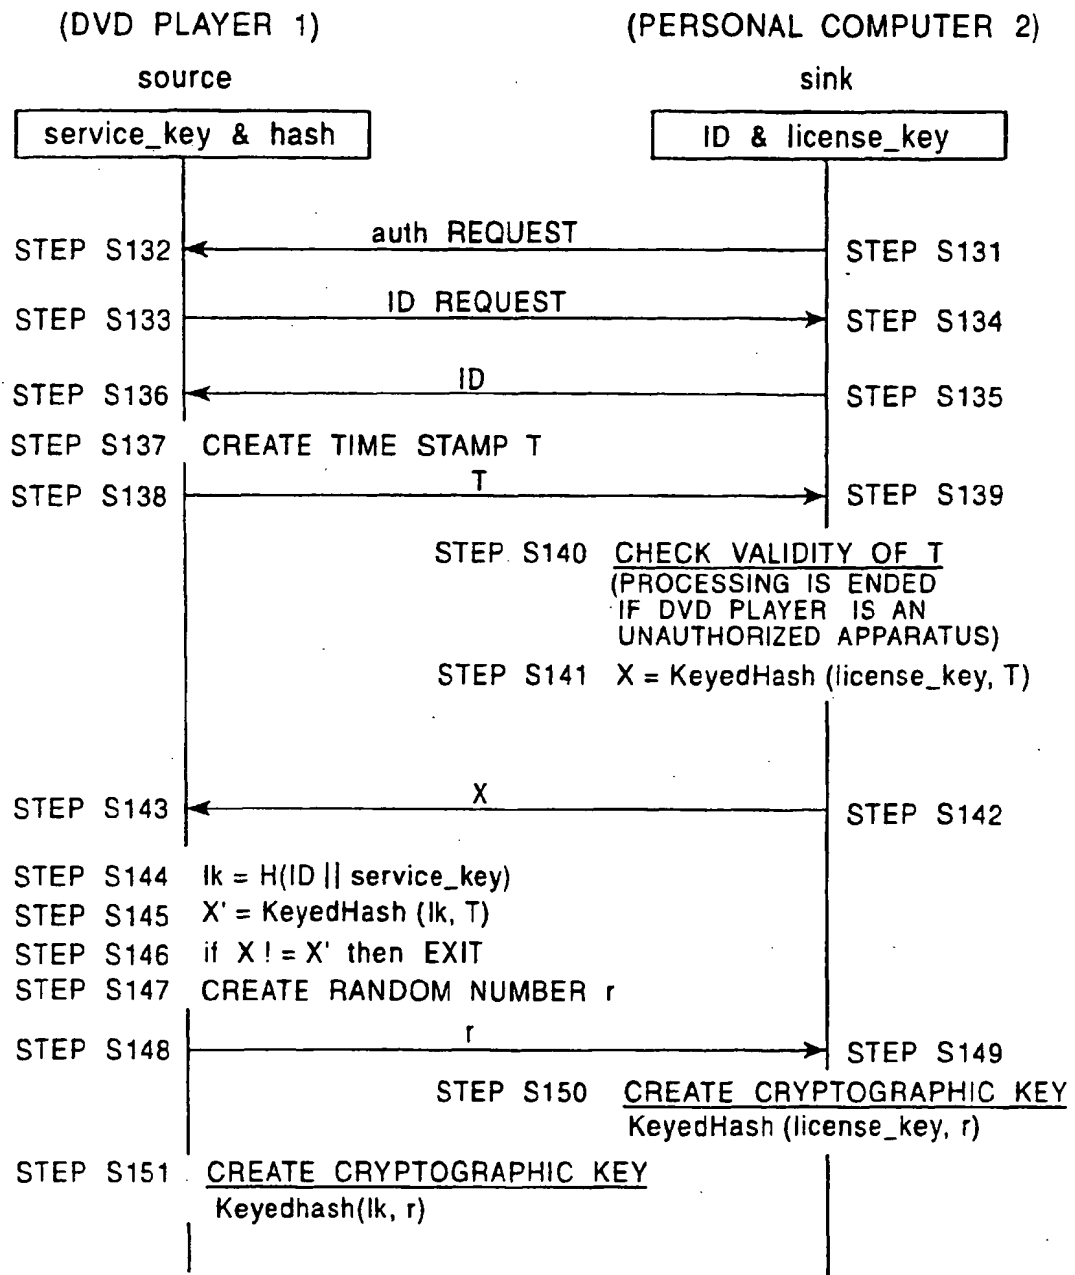 (DVD PLAYER 1) (PERSONAL COMPUTER 2)
source sink
service_key & hash ID & license_key
auth REQUEST
STEP S132 STEP S131
ID REQUEST
STEP S133 STEP S134
ID
STEP S136 STEP S135
STEP S137 CREATE TIME STAMP T
T
STEP S138 STEP S139
STEP S140 CHECK VALIDITY OF T
(PROCESSING IS ENDED
IF DVD PLAYER IS AN
UNAUTHORIZED APPARATUS)
STEP S141 X = KeyedHash (license_key, T)
X
STEP S143 STEP S142
STEP S144 lk = H(ID || service_key)
STEP S145 X' = KeyedHash (lk, T)
STEP S146 if X ! = X' then EXIT
STEP S147 CREATE RANDOM NUMBER r
r
STEP S148 STEP S149
STEP S150 CREATE CRYPTOGRAPHIC KEY
KeyedHash (license_key, r)
STEP S151 CREATE CRYPTOGRAPHIC KEY
Keyedhash(lk, r)